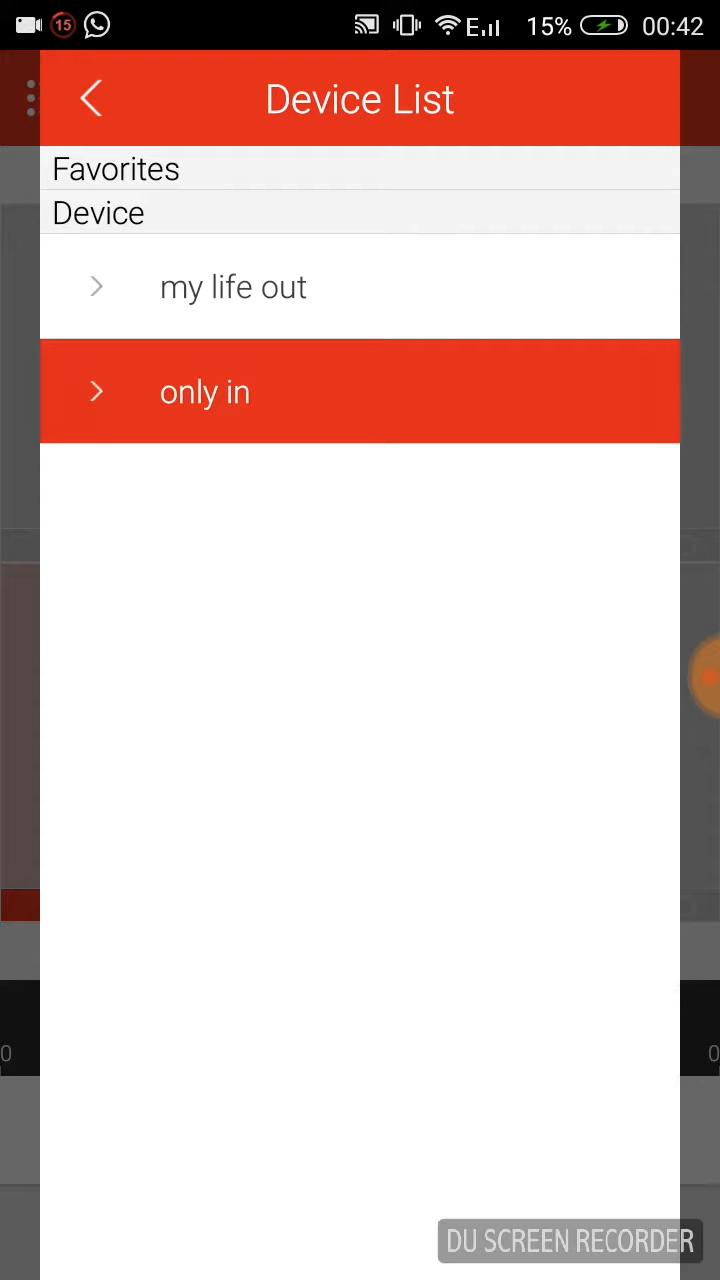 15 E 15% 00:42
Device List
Favorites
Device
my life out
only in
0 0
DU SCREEN RECORDER